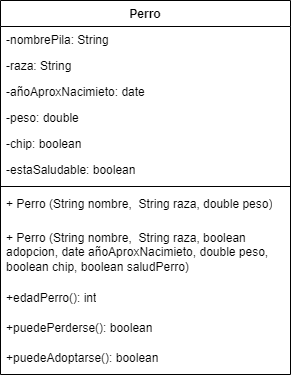 Perro
-nombrePila: String
-raza: String
-añoAproxNacimieto: date
-peso: double
-chip: boolean
-estaSaludable: boolean
+ Perro (String nombre,  String raza, double peso)
+ Perro (String nombre,  String raza, boolean
adopcion, date añoAproxNacimieto, double peso,
boolean chip, boolean saludPerro)
+edadPerro(): int
+puedePerderse(): boolean
+puedeAdoptarse(): boolean